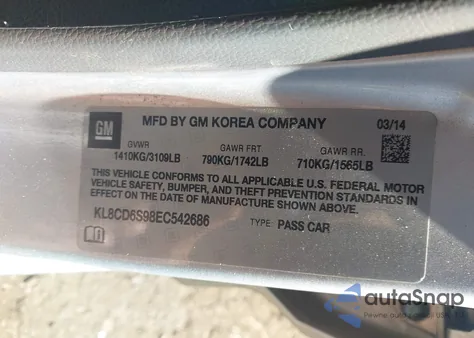 GM
MFD BY GM KOREA COMPANY
03/14
GVWR
GAWR FRT.
GAWR RR.
1410KG/3109LB
790KG/1742LB
710KG/1565LB
THIS VEHICLE CONFORMS TO ALL APPLICABLE U.S. FEDERAL MOTOR
VEHICLE SAFETY, BUMPER, AND THEFT PREVENTION STANDARDS IN
EFFECT ON THE DATE OF MANUFACTURE SHOWN ABOVE.
KL8CD6S98EC542686
TYPE: PASS CAR
autoSnap